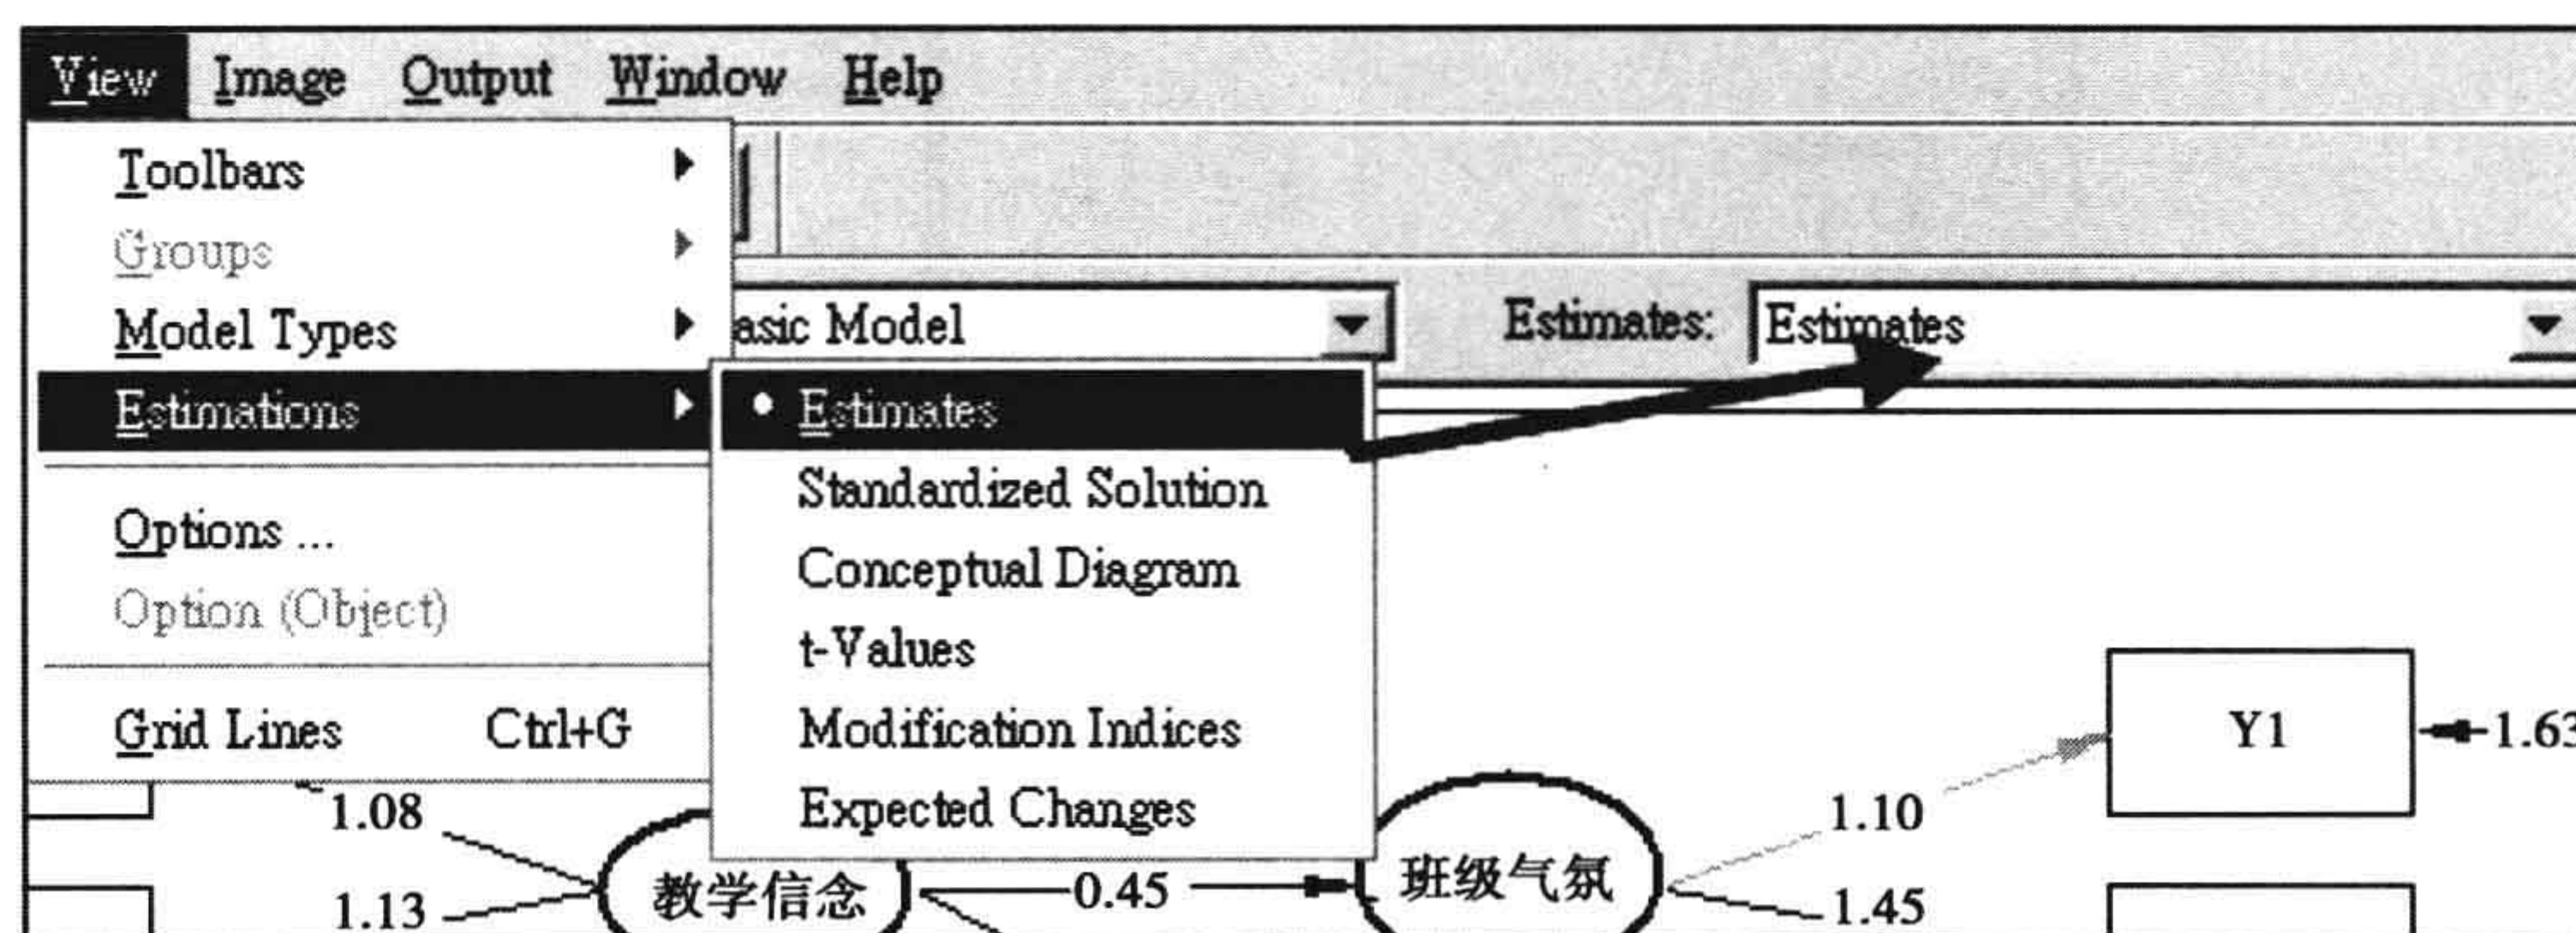 View Image Output Window Help
Toolbars
Groups
Model Types
asic Model
Estimates: Estimates
Estimations
Estimates
Standardized Solution
Options ...
Conceptual Diagram
Option (Object)
t-Values
Grid Lines Ctrl+G
Modification Indices
Y1
1.63
Expected Changes
1.08
1.10
教学信念
0.45
班级气氛
1.13
1.45